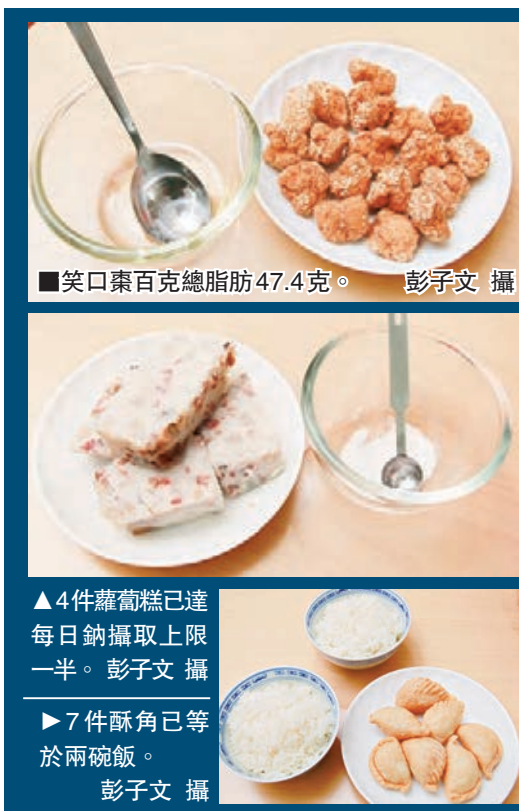 ■笑口棗百克總脂肪47.4克。 彭子文 攝
▲4件蘿蔔糕已達
每日鈉攝取上限
一半。 彭子文 攝
►7件酥角已等
於兩碗飯。
彭子文 攝